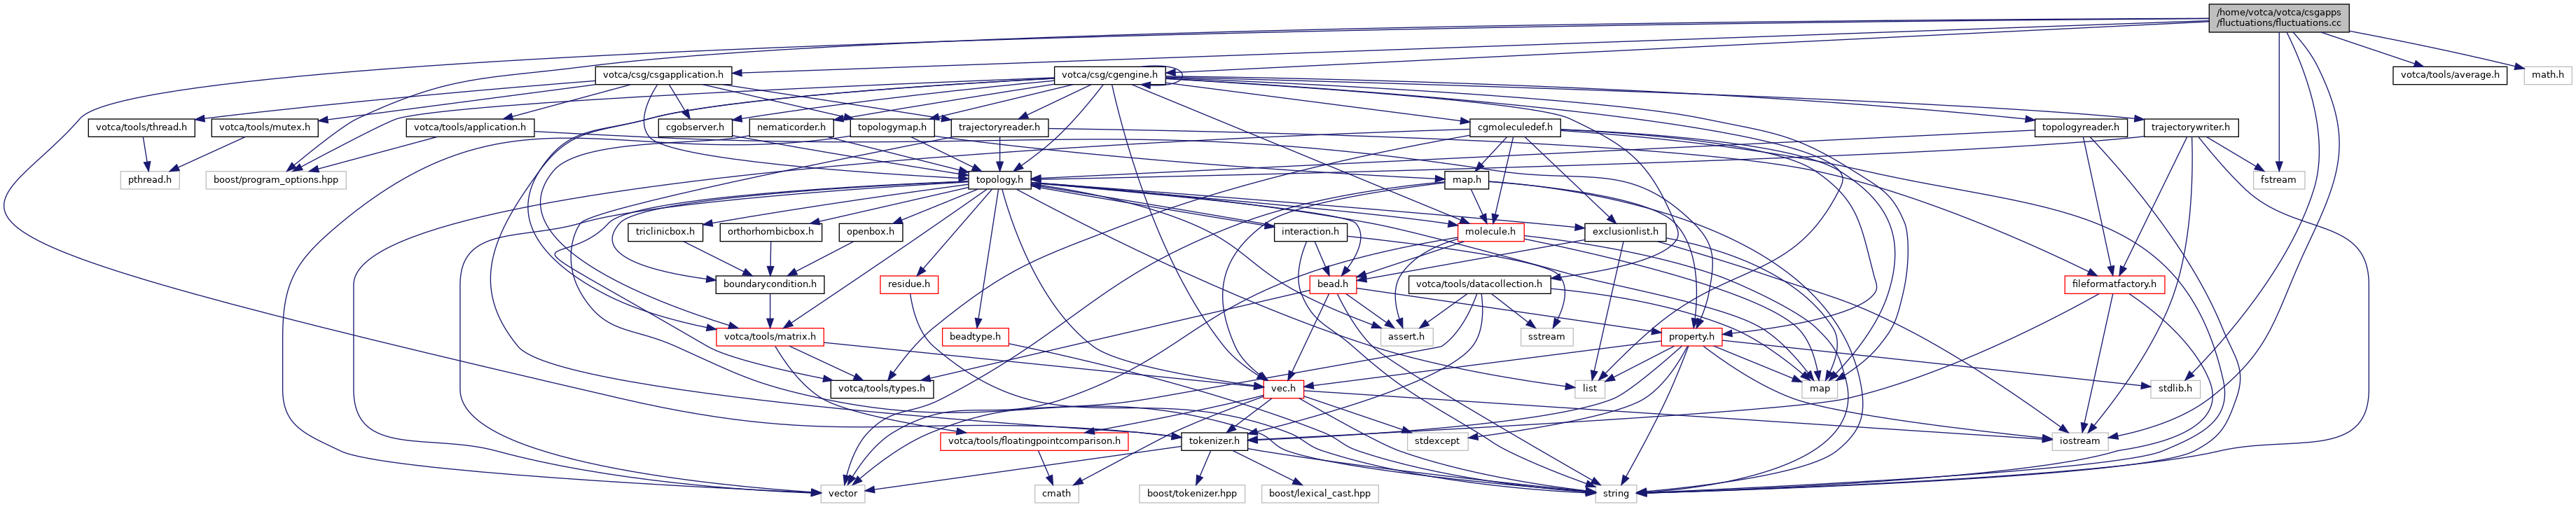 /home/votca/votca/csgapps
/fluctuations/fluctuations.cc
votca/csg/csgapplication.h
votca/csg/cgengine.h
votca/tools/average.h
math.h
votca/tools/thread.h
votca/tools/mutex.h
votca/tools/application.h
cgobserver.h
nematicorder.h
topologymap.h
trajectoryreader.h
cgmoleculedef.h
topologyreader.h
trajectorywriter.h
pthread.h
boost/program_options.hpp
topology.h
map.h
fstream
triclinicbox.h
orthorhombicbox.h
openbox.h
interaction.h
molecule.h
exclusionlist.h
boundarycondition.h
residue.h
bead.h
votca/tools/datacollection.h
fileformatfactory.h
votca/tools/matrix.h
beadtype.h
assert.h
sstream
property.h
votca/tools/types.h
vec.h
list
map
stdlib.h
votca/tools/floatingpointcomparison.h
tokenizer.h
stdexcept
iostream
vector
cmath
boost/tokenizer.hpp
boost/lexical_cast.hpp
string